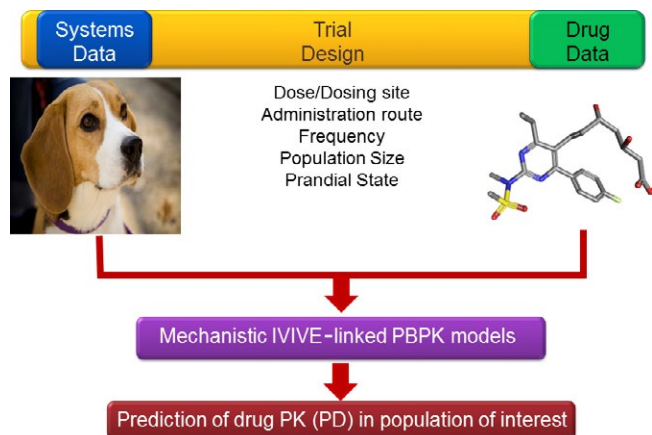 Systems
Data
Trial
Design
Drug
Data
Dose/Dosing site
Administration route
Frequency
Population Size
Prandial State
Mechanistic IVIVE-linked PBPK models
Prediction of drug PK (PD) in population of interest